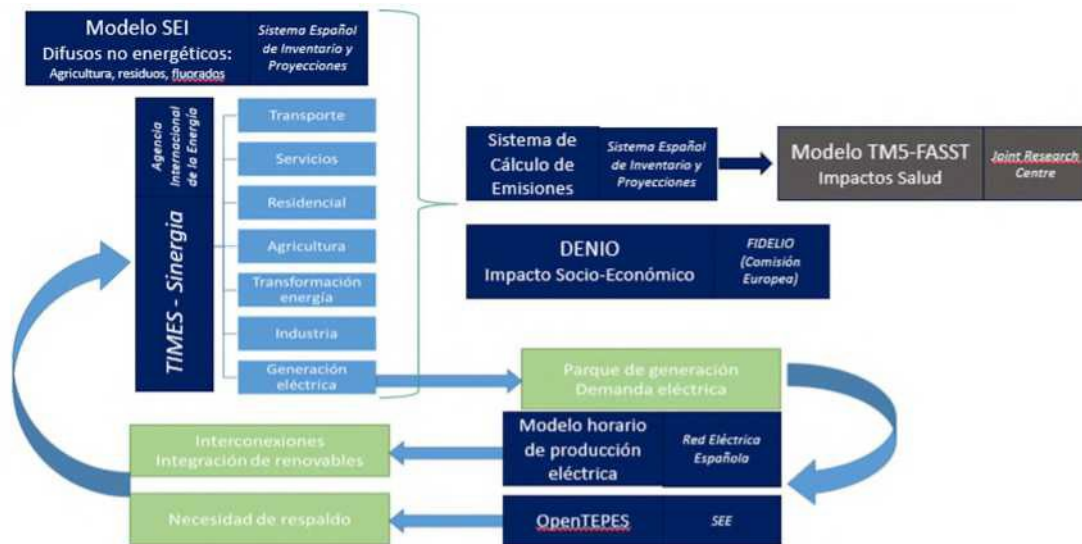 Modelo SEI
Difusos no energéticos:
Agricultura, residuos, fluorados
Sistema Español
de Inventario y
Proyecciones
Agencia
Internacional
de la Energía
TIMES - Sinergia
Transporte
Servicios
Residencial
Agricultura
Transformación
energía
Industria
Generación
eléctrica
Sistema de
Cálculo de
Emisiones
Sistema Español
de Inventario y
Proyecciones
Modelo TM5-FASST
Impactos Salud
Joint Research
Centre
DENIO
Impacto Socio-Económico
FIDELIO
(Comisión
Europea)
Parque de generación
Demanda eléctrica
Interconexiones
Integración de renovables
Modelo horario
de producción
eléctrica
Red Eléctrica
Española
Necesidad de respaldo
OpenTEPES
SEE